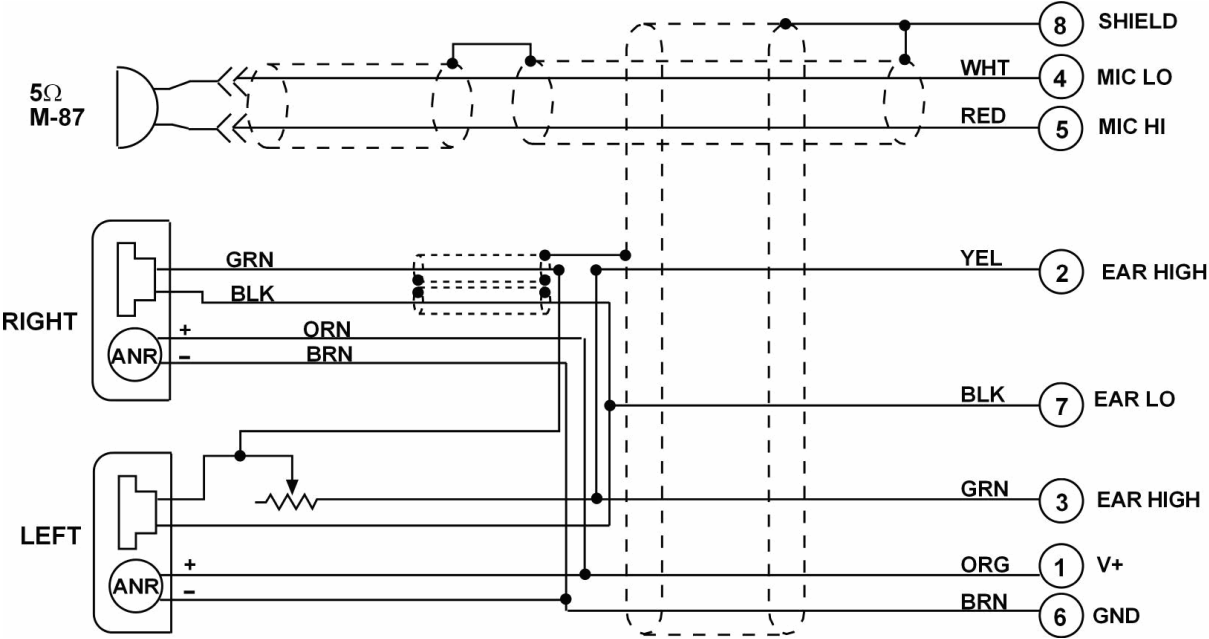 8 SHIELD
WHT 4 MIC LO
5Ω
M-87
RED 5 MIC HI
GRN
YEL 2 EAR HIGH
BLK
RIGHT
+ ORN
ANR - BRN
BLK 7 EAR LO
GRN 3 EAR HIGH
LEFT
+ ORG 1 V+
ANR - BRN 6 GND